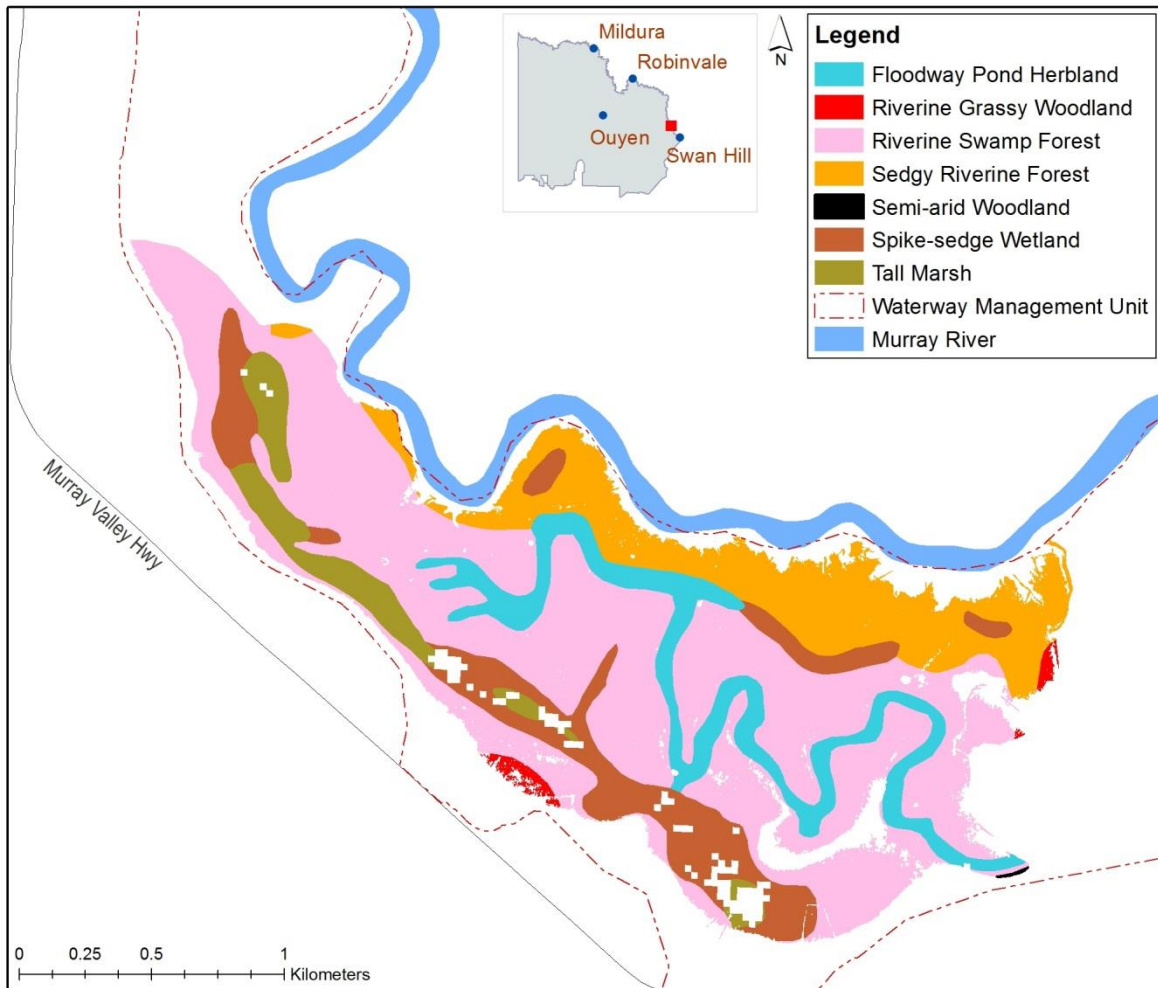 Mildura
Robinvale
Ouyen
Swan Hill
N
Legend
Floodway Pond Herbland
Riverine Grassy Woodland
Riverine Swamp Forest
Sedgy Riverine Forest
Semi-arid Woodland
Spike-sedge Wetland
Tall Marsh
Waterway Management Unit
Murray River
Murray Valley Hwy
0 0.25 0.5 1
Kilometers